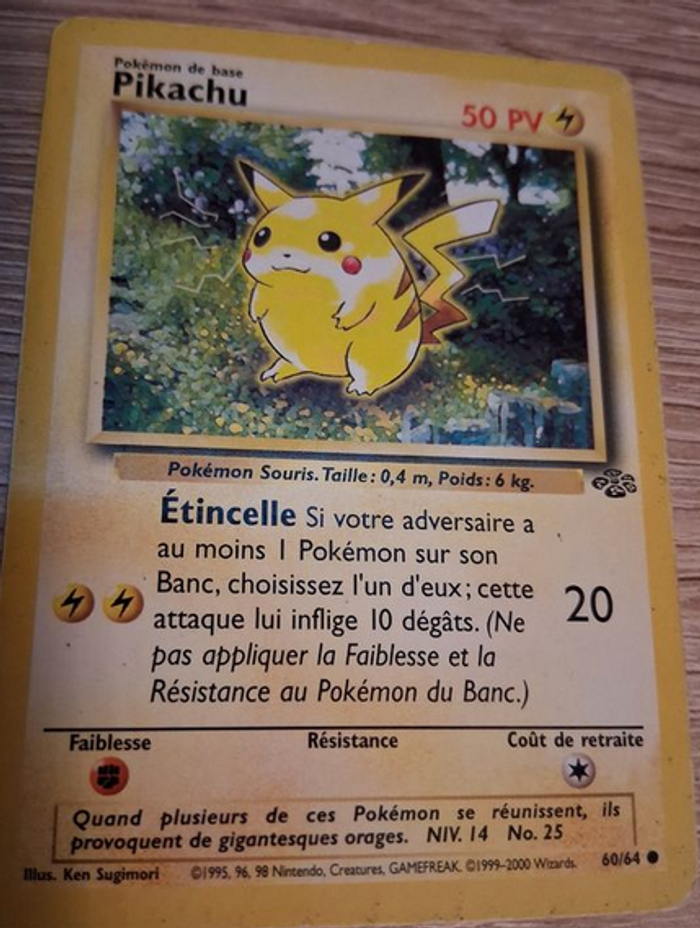 Pokémon de base
Pikachu
50 PV
Pokémon Souris. Taille : 0,4 m, Poids : 6 kg.
Étincelle Si votre adversaire a
au moins 1 Pokémon sur son
Banc, choisissez l'un d'eux ; cette
attaque lui inflige 10 dégâts. (Ne
pas appliquer la Faiblesse et la
Résistance au Pokémon du Banc.)
20
Faiblesse Résistance Coût de retraite
Quand plusieurs de ces Pokémon se réunissent, ils
provoquent de gigantesques orages. NIV. 14 No. 25
Illus. Ken Sugimori ©1995, 96, 98 Nintendo, Creatures, GAMEFREAK. ©1999-2000 Wizards. 60/64